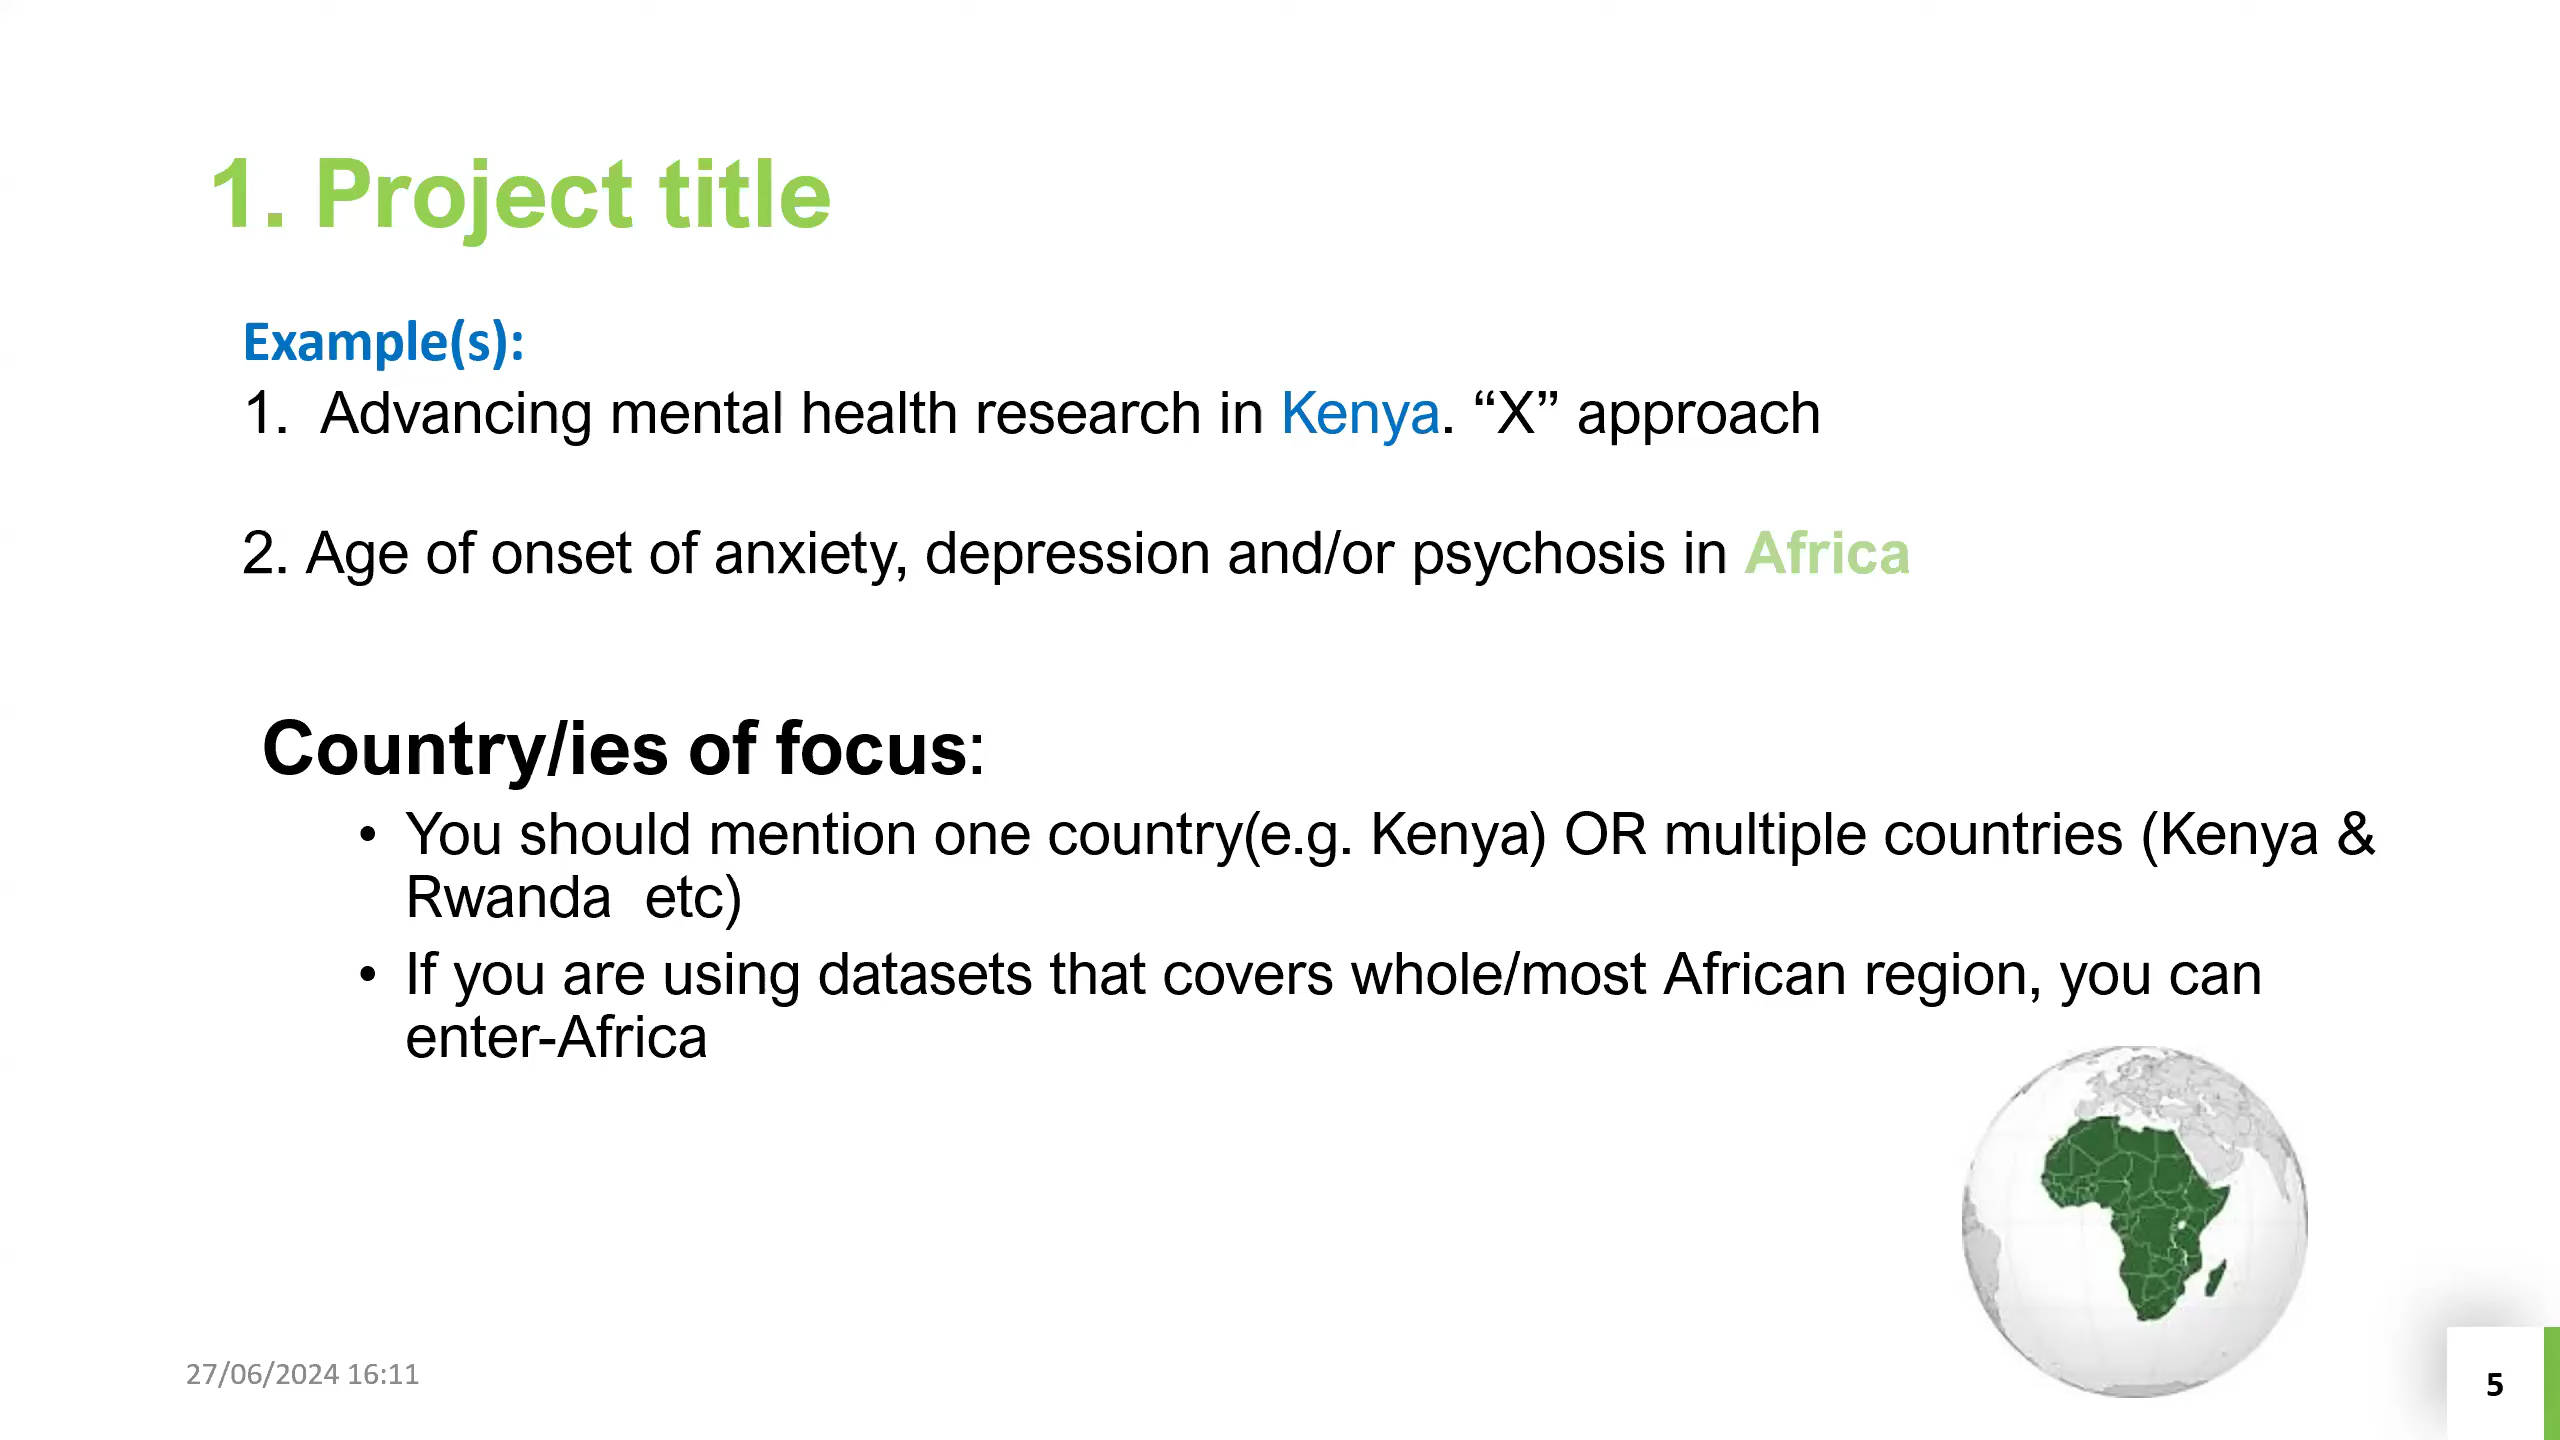 1. Project title
Example(s):
1. Advancing mental health research in Kenya. “X” approach
2. Age of onset of anxiety, depression and/or psychosis in Africa
Country/ies of focus:
• You should mention one country(e.g. Kenya) OR multiple countries (Kenya &
Rwanda  etc)
• If you are using datasets that covers whole/most African region, you can
enter-Africa
27/06/2024 16:11
5